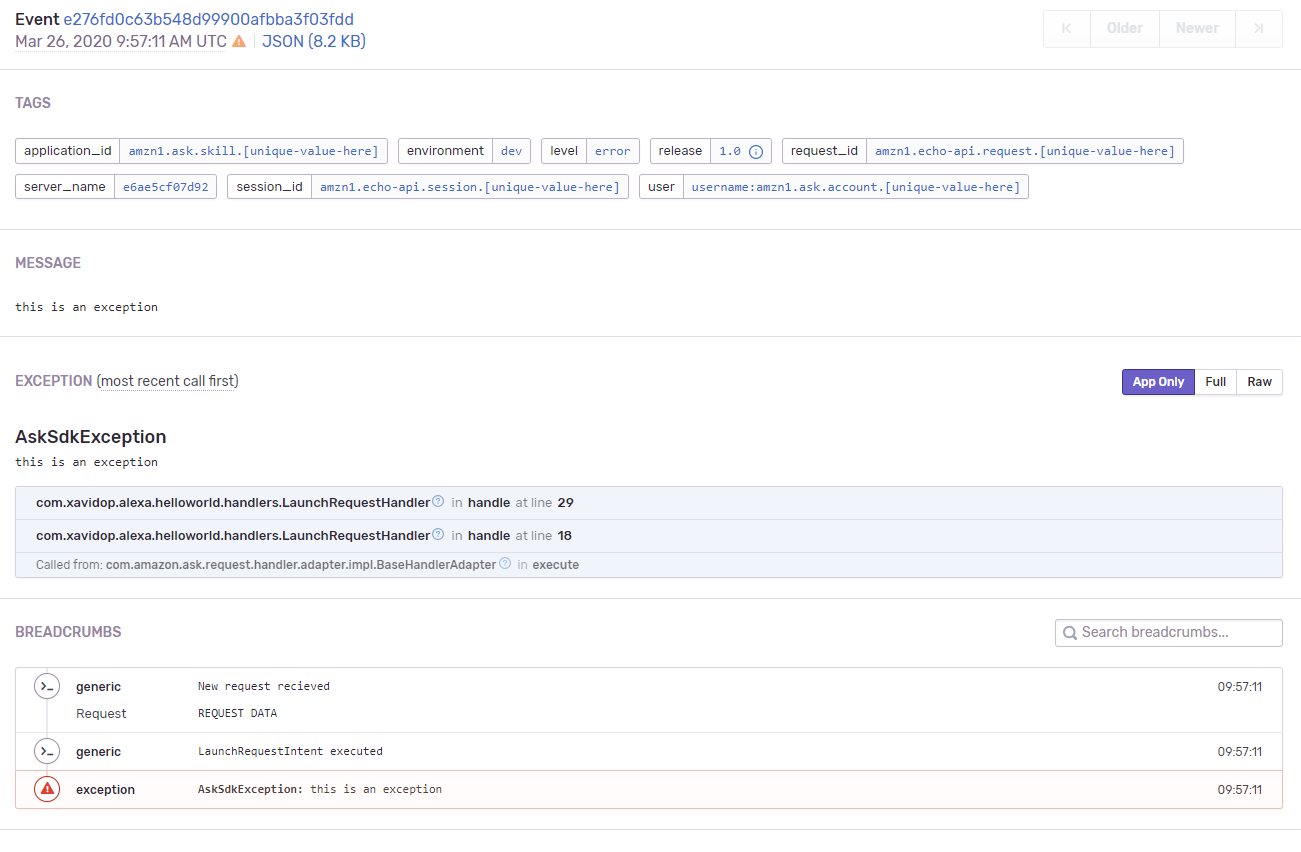 Event e276fd0c63b548d99900afbba3f03fdd
Older Newer
Mar 26, 2020 9:57:11 AM UTC JSON (8.2 KB)
TAGS
application_id amzn1.ask.skill.[unique-value-here] environment dev level error release 1.0 request_id amzn1.echo-api.request.[unique-value-here]
server_name e6ae5cf07d92 session_id amzn1.echo-api.session.[unique-value-here] user username:amzn1.ask.account.[unique-value-here]
MESSAGE
this is an exception
EXCEPTION (most recent call first) App Only Full Raw
AskSdkException
this is an exception
com.xavidop.alexa.helloworld.handlers.LaunchRequestHandler in handle at line 29
com.xavidop.alexa.helloworld.handlers.LaunchRequestHandler in handle at line 18
Called from: com.amazon.ask.request.handler.adapter.impl.BaseHandlerAdapter in execute
BREADCRUMBS Search breadcrumbs...
generic New request recieved 09:57:11
Request REQUEST DATA
generic LaunchRequestIntent executed 09:57:11
exception AskSdkException: this is an exception 09:57:11